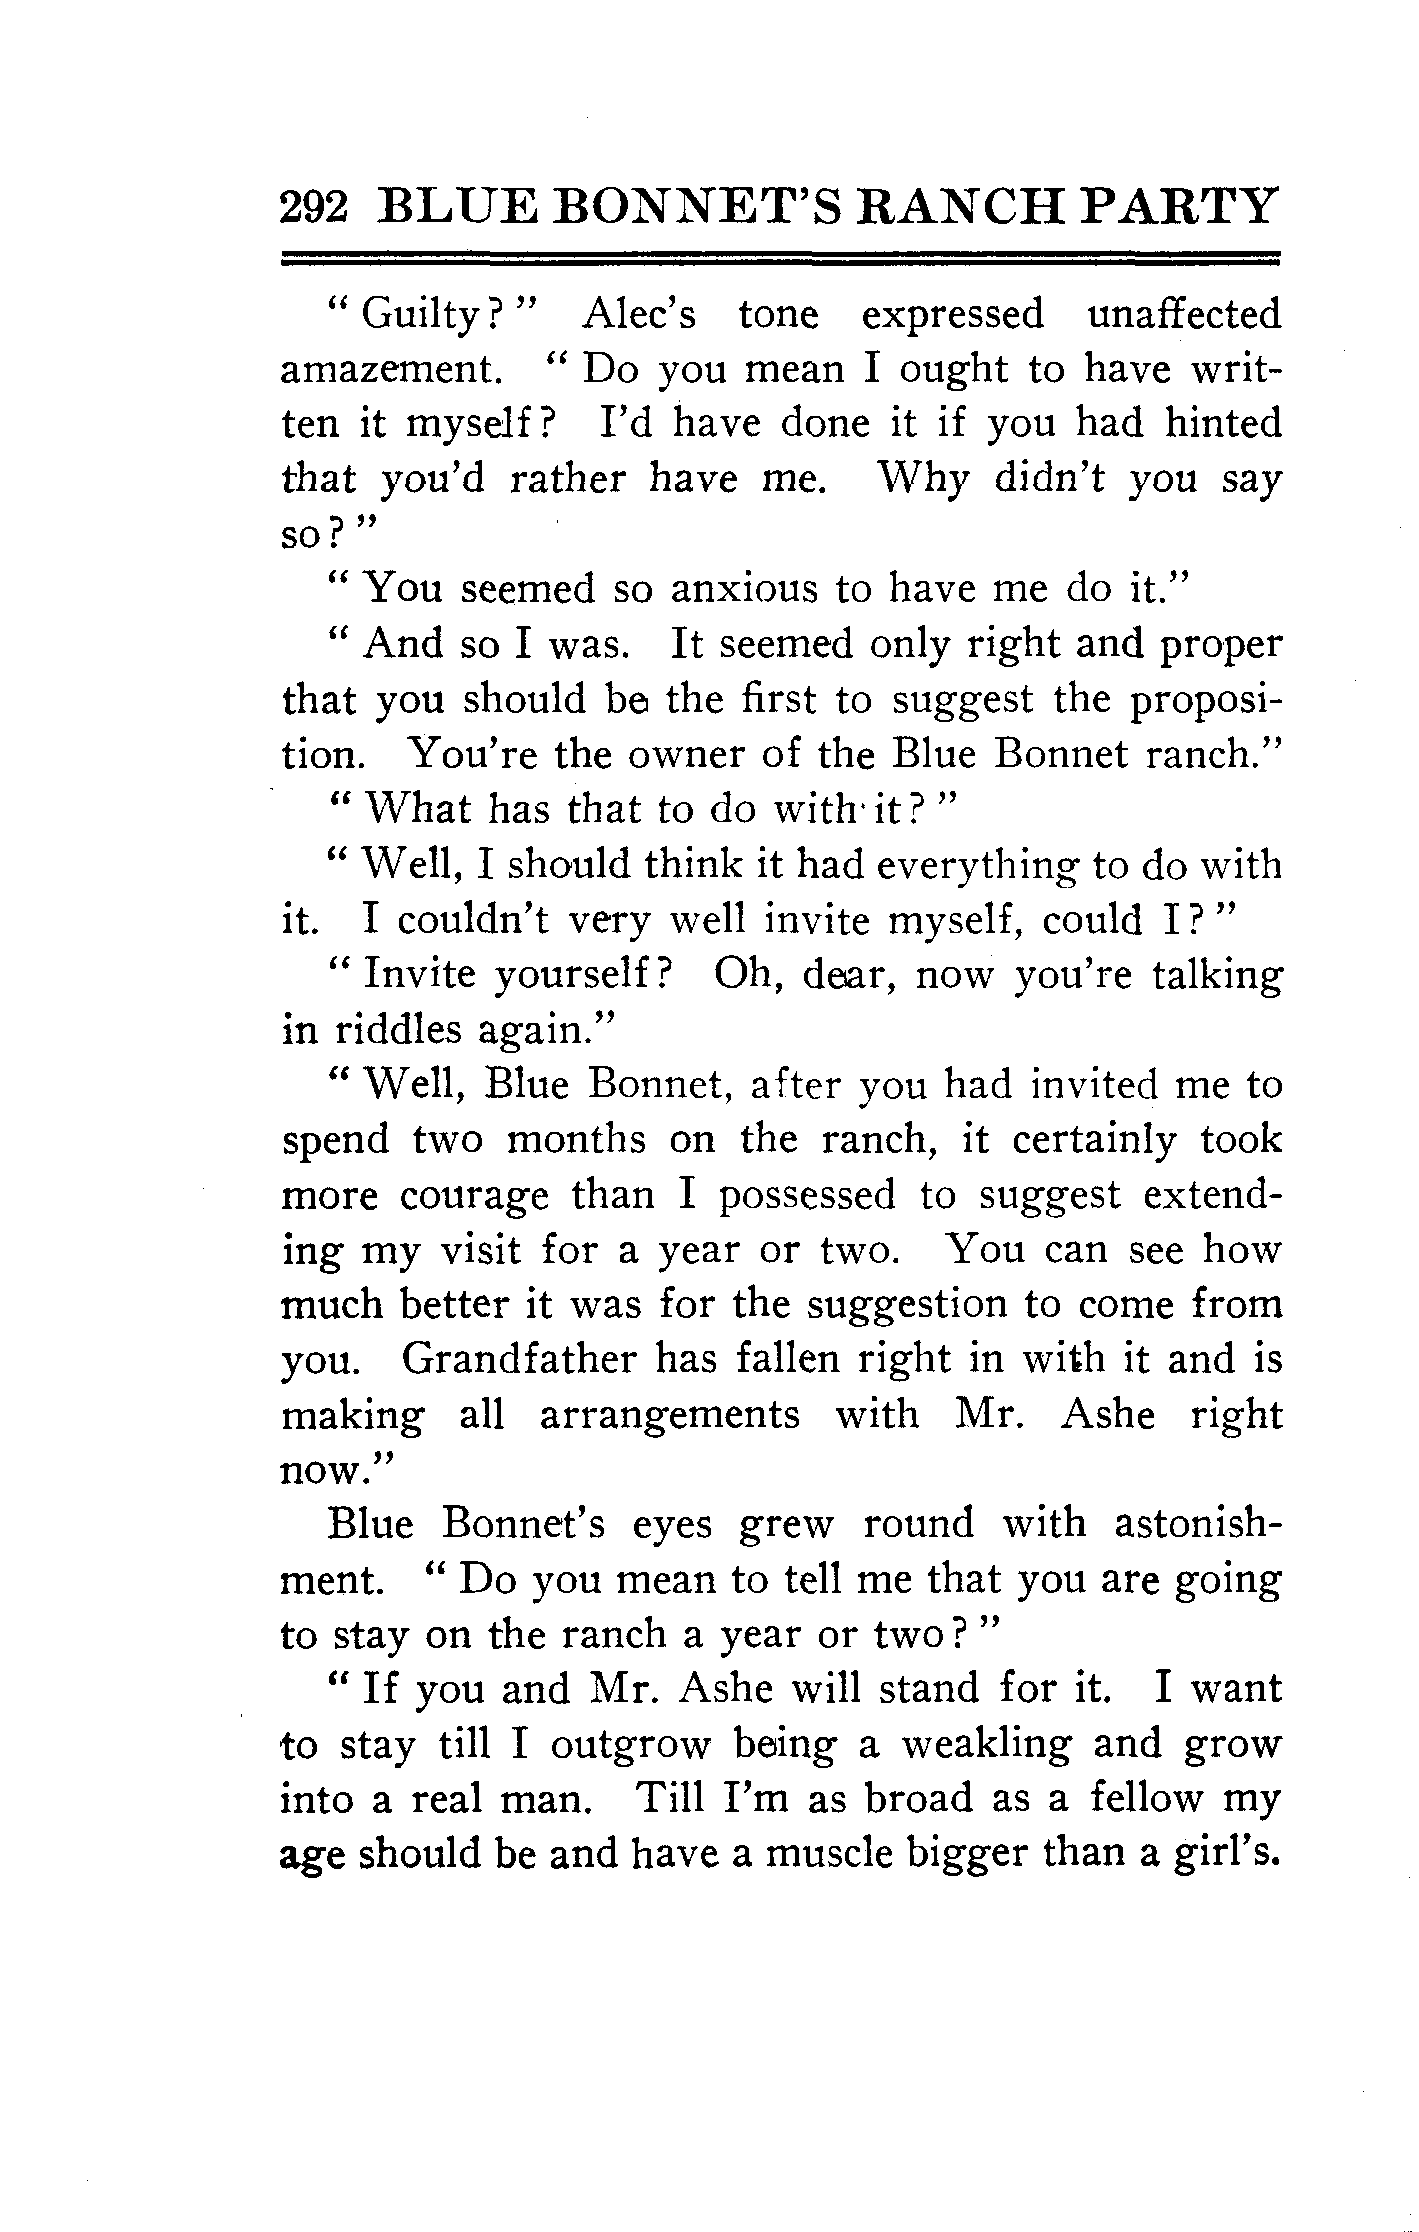 292 BLUE BONNET'S RANCH PARTY
" Guilty? " Alec's tone expressed unaffected
amazement. " Do you mean I ought to have writ-
ten it myself? I'd have done it if you had hinted
that you'd rather have me. Why didn't you say
so? "
" You seemed so anxious to have me do it."
" And so I was. It seemed only right and proper
that you should be the first to suggest the proposi-
tion. You're the owner of the Blue Bonnet ranch."
" What has that to do with it? "
" Well, I should think it had everything to do with
it. I couldn't very well invite myself, could I? "
" Invite yourself? Oh, dear, now you're talking
in riddles again."
" Well, Blue Bonnet, after you had invited me to
spend two months on the ranch, it certainly took
more courage than I possessed to suggest extend-
ing my visit for a year or two. You can see how
much better it was for the suggestion to come from
you. Grandfather has fallen right in with it and is
making all arrangements with Mr. Ashe right
now."
Blue Bonnet's eyes grew round with astonish-
ment. " Do you mean to tell me that you are going
to stay on the ranch a year or two? "
" If you and Mr. Ashe will stand for it. I want
to stay till I outgrow being a weakling and grow
into a real man. Till I'm as broad as a fellow my
age should be and have a muscle bigger than a girl's.